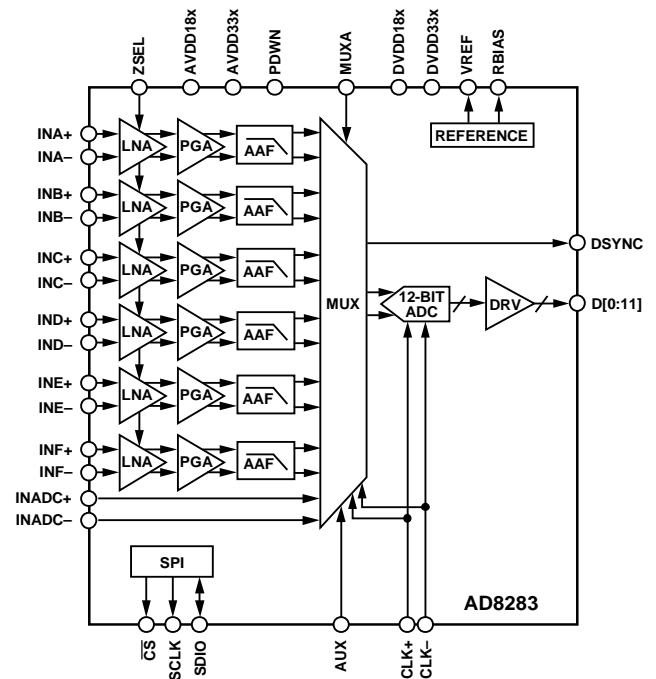 ZSEL
AVDD18x
AVDD33x
PDWN
MUXA
DVDD18x
DVDD33x
VREF
RBIAS
REFERENCE
INA+
INA–
LNA
PGA
AAF
INB+
INB–
LNA
PGA
AAF
INC+
INC–
LNA
PGA
AAF
IND+
IND–
LNA
PGA
AAF
INE+
INE–
LNA
PGA
AAF
INF+
INF–
LNA
PGA
AAF
INADC+
INADC–
MUX
12-BIT
ADC
DRV
DSYNC
D[0:11]
SPI
AD8283
CS
SCLK
SDIO
AUX
CLK+
CLK–